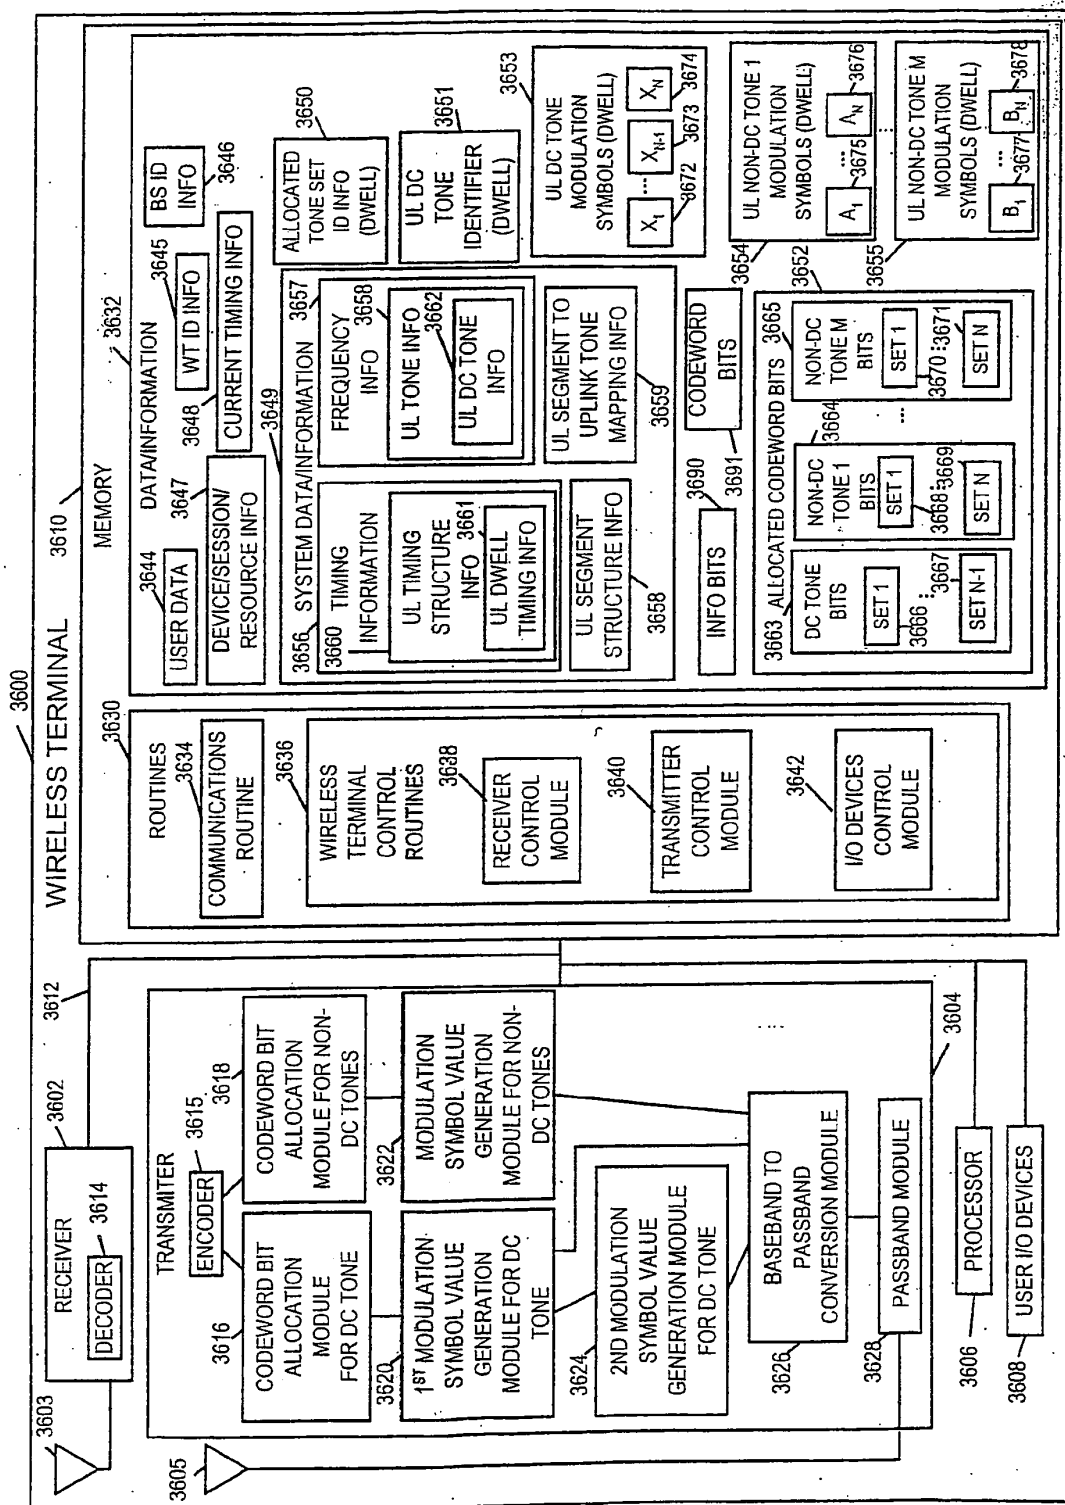 3600
WIRELESS TERMINAL
3603
3602
RECEIVER
DECODER
3614
3612
3605
TRANSMITER
ENCODER
3615
3616
CODEWORD BIT
ALLOCATION
MODULE
FOR DC TONE
3618
CODEWORD BIT
ALLOCATION
MODULE FOR NON-
DC TONES
3620
1ST MODULATION
SYMBOL VALUE
GENERATION
MODULE FOR DC
TONE
3622
MODULATION
SYMBOL VALUE
GENERATION
MODULE FOR NON-
DC TONES
3624
2ND MODULATION
SYMBOL VALUE
GENERATION MODULE
FOR DC TONE
3626
BASEBAND TO
PASSBAND
CONVERSION MODULE
3628
PASSBAND MODULE
3604
3606
PROCESSOR
3608
USER I/O DEVICES
3610
MEMORY
3630
ROUTINES
3634
COMMUNICATIONS
ROUTINE
3636
WIRELESS
TERMINAL
CONTROL
ROUTINES
3638
RECEIVER
CONTROL
MODULE
3640
TRANSMITTER
CONTROL
MODULE
3642
I/O DEVICES
CONTROL
MODULE
3632
DATA/INFORMATION
3644
USER DATA
3645
WT ID INFO
BS ID
INFO
3646
3647
DEVICE/SESSION/
RESOURCE INFO
3648
CURRENT TIMING INFO
3649
SYSTEM DATA/INFORMATION
3656
3660
TIMING
INFORMATION
UL TIMING
STRUCTURE
INFO
3661
UL DWELL
TIMING INFO
3657
FREQUENCY
INFO
3658
UL TONE INFO
3662
UL DC TONE
INFO
UL SEGMENT
STRUCTURE INFO
3658
UL SEGMENT TO
UPLINK TONE
MAPPING INFO
3659
3650
ALLOCATED
TONE SET
ID INFO
(DWELL)
3651
UL DC
TONE
IDENTIFIER
(DWELL)
3653
UL DC TONE
MODULATION
SYMBOLS (DWELL)
X1 ... XN-1 XN
3672 3673 3674
3690
INFO BITS
3691
CODEWORD
BITS
3654
UL NON-DC TONE 1
MODULATION
SYMBOLS (DWELL)
A1 ... AN
3675 3676
3655
UL NON-DC TONE M
MODULATION
SYMBOLS (DWELL)
B1 ... BN
3677 3678
3652
ALLOCATED CODEWORD BITS
3663
DC TONE
BITS
SET 1
3666
3667
SET N-1
3664
NON-DC
TONE 1
BITS
SET 1
3668
3669
SET N
...
3665
NON-DC
TONE M
BITS
SET 1
3670
3671
SET N